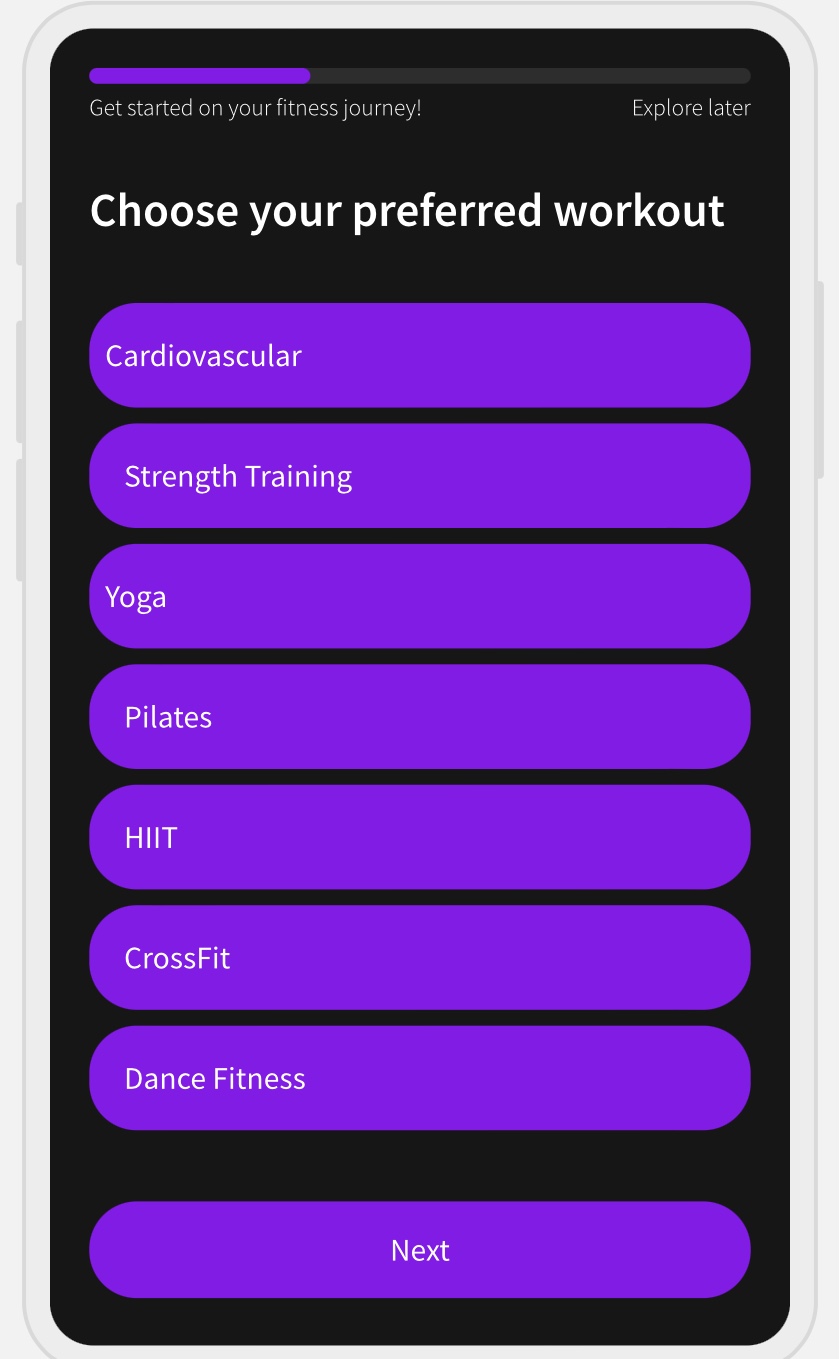 Get started on your fitness journey!
Explore later
Choose your preferred workout
Cardiovascular
Strength Training
Yoga
Pilates
HIIT
CrossFit
Dance Fitness
Next